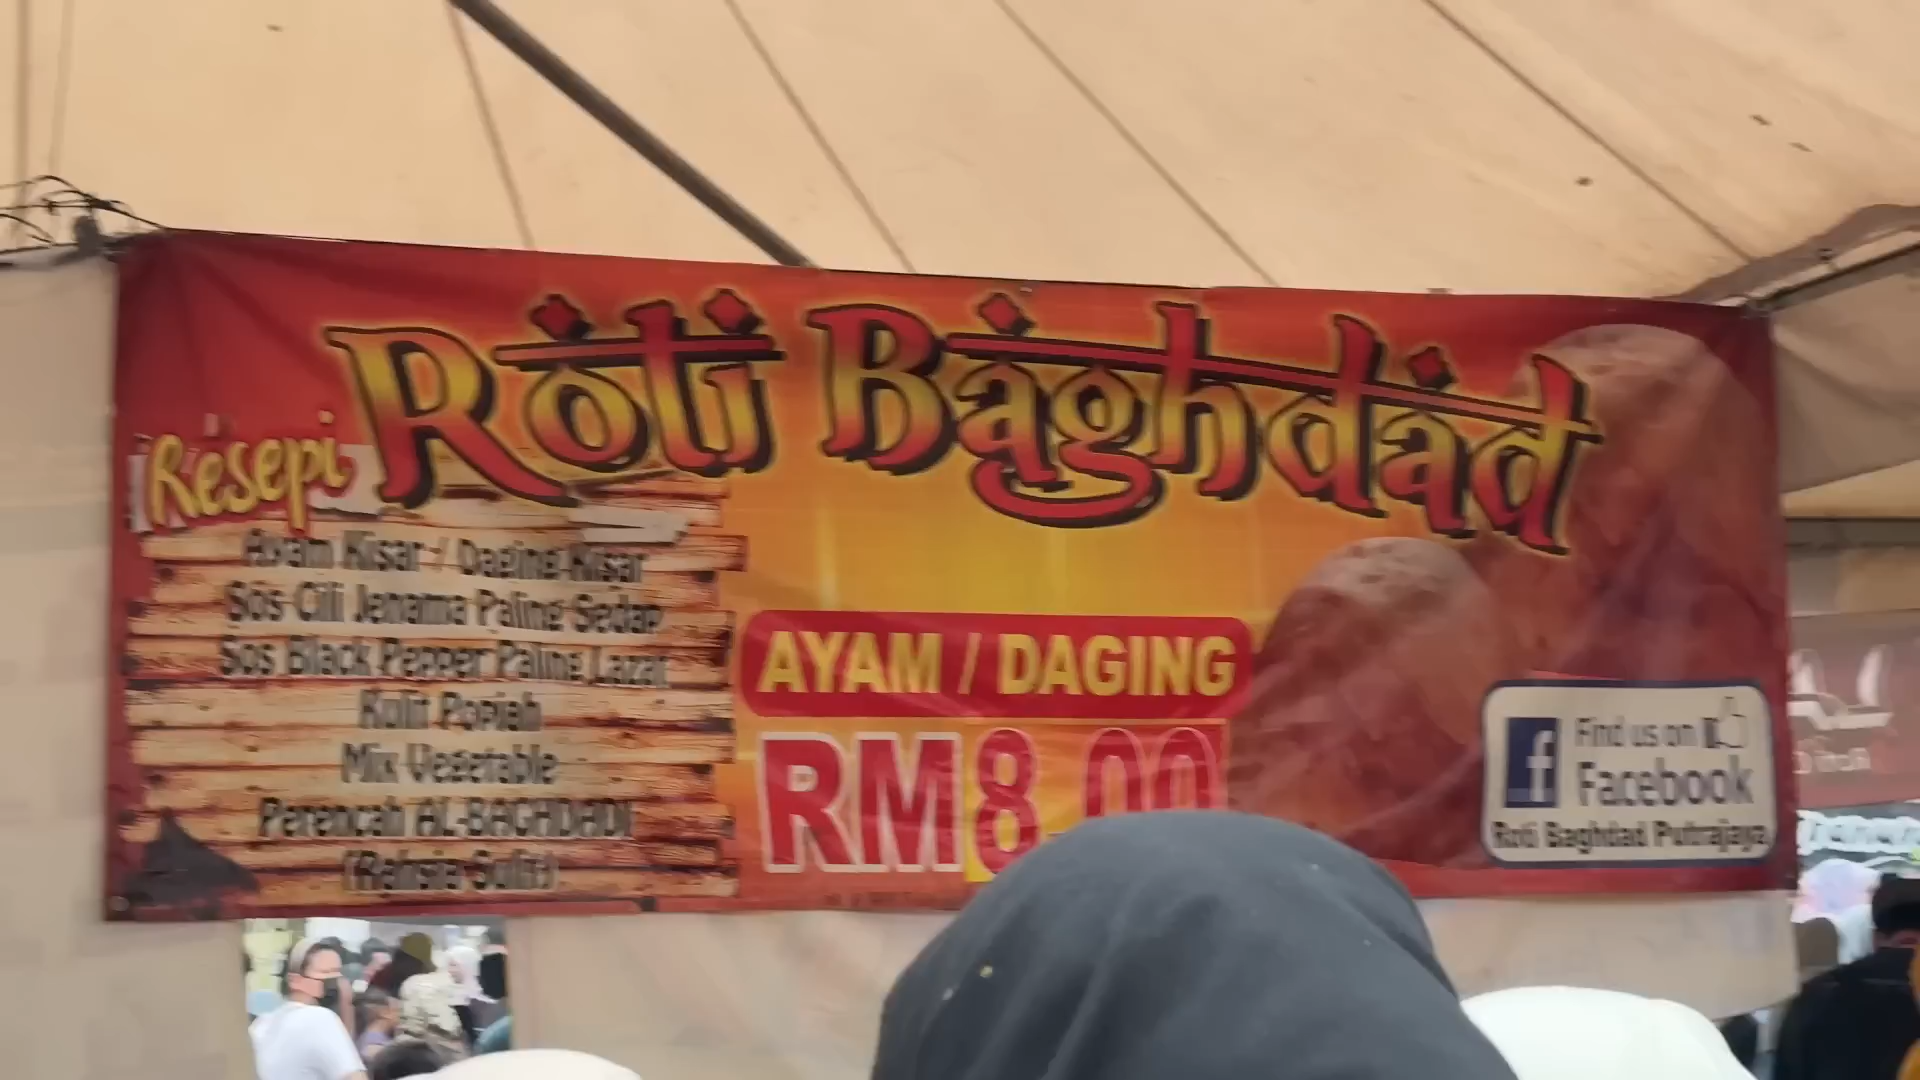 Roti Baghdad
Resepi
Ayam Kisar / Daging Kisar
Sos Cili Jenama Paling Sedap
Sos Black Pepper Paling Lazat
Kulit Popiah
Mix Vegetable
Perencah AL-BAGHDADI
(Rahsia Sulit)
AYAM / DAGING
RM8.00
f Find us on
Facebook
Roti Baghdad Putrajaya